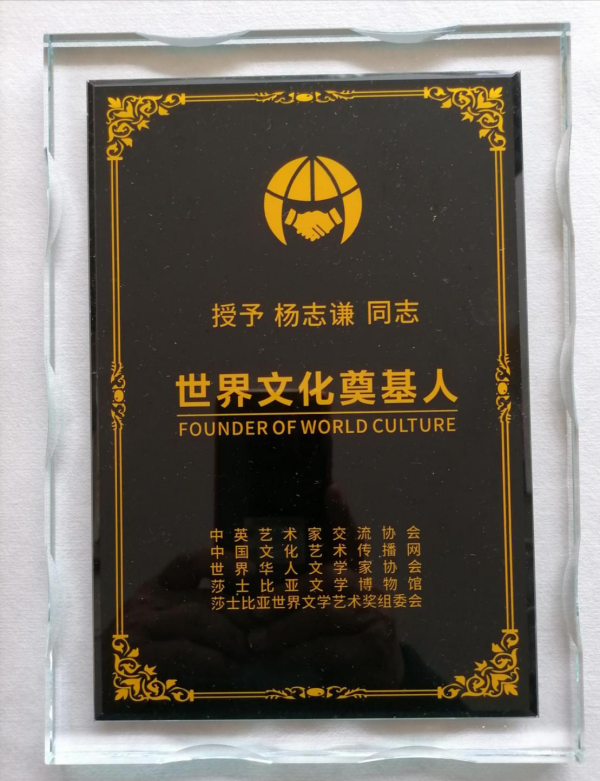 授予 杨志谦 同志
世界文化奠基人
FOUNDER OF WORLD CULTURE
中英艺术家交流协会
中国文化艺术传播网
世界华人文学家协会
莎士比亚文学博物馆
莎士比亚世界文学艺术奖组委会